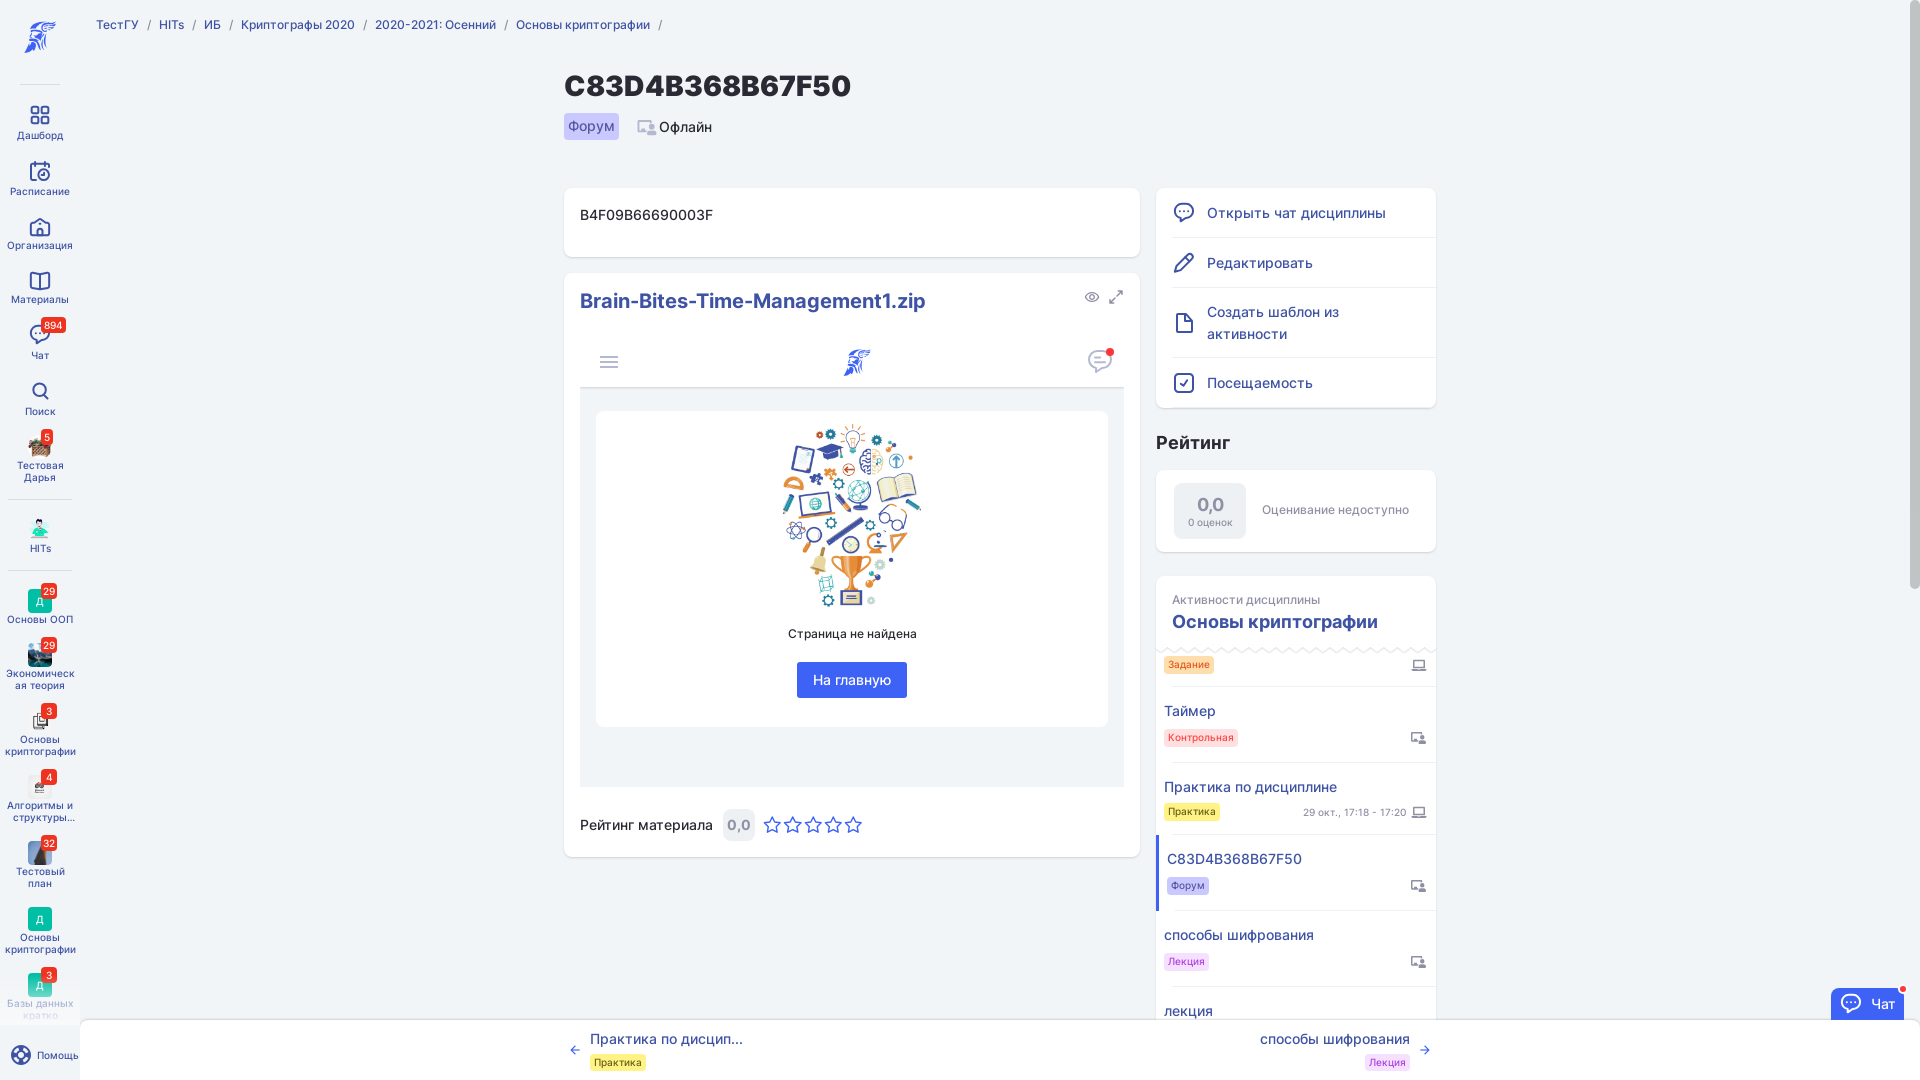 ТестГУ / HITs / ИБ / Криптографы 2020 / 2020-2021: Осенний / Основы криптографии /
C83D4B368B67F50
Форум
Офлайн
Дашборд
Расписание
Организация
Материалы
894
Чат
Поиск
5
Тестовая
Дарья
HITs
29
Д
Основы ООП
29
Экономическ
ая теория
3
Основы
криптографии
4
Алгоритмы и
структуры...
32
Тестовый
план
Д
Основы
криптографии
3
Д
Базы данных
кратко
Помощь
B4F09B66690003F
Brain-Bites-Time-Management1.zip
Страница не найдена
На главную
Рейтинг материала 0,0
Открыть чат дисциплины
Редактировать
Создать шаблон из
активности
Посещаемость
Рейтинг
0,0
0 оценок
Оценивание недоступно
Активности дисциплины
Основы криптографии
Задание
Таймер
Контрольная
Практика по дисциплине
Практика
29 окт., 17:18 - 17:20
C83D4B368B67F50
Форум
способы шифрования
Лекция
лекция
Чат
Практика по дисцип...
Практика
способы шифрования
Лекция